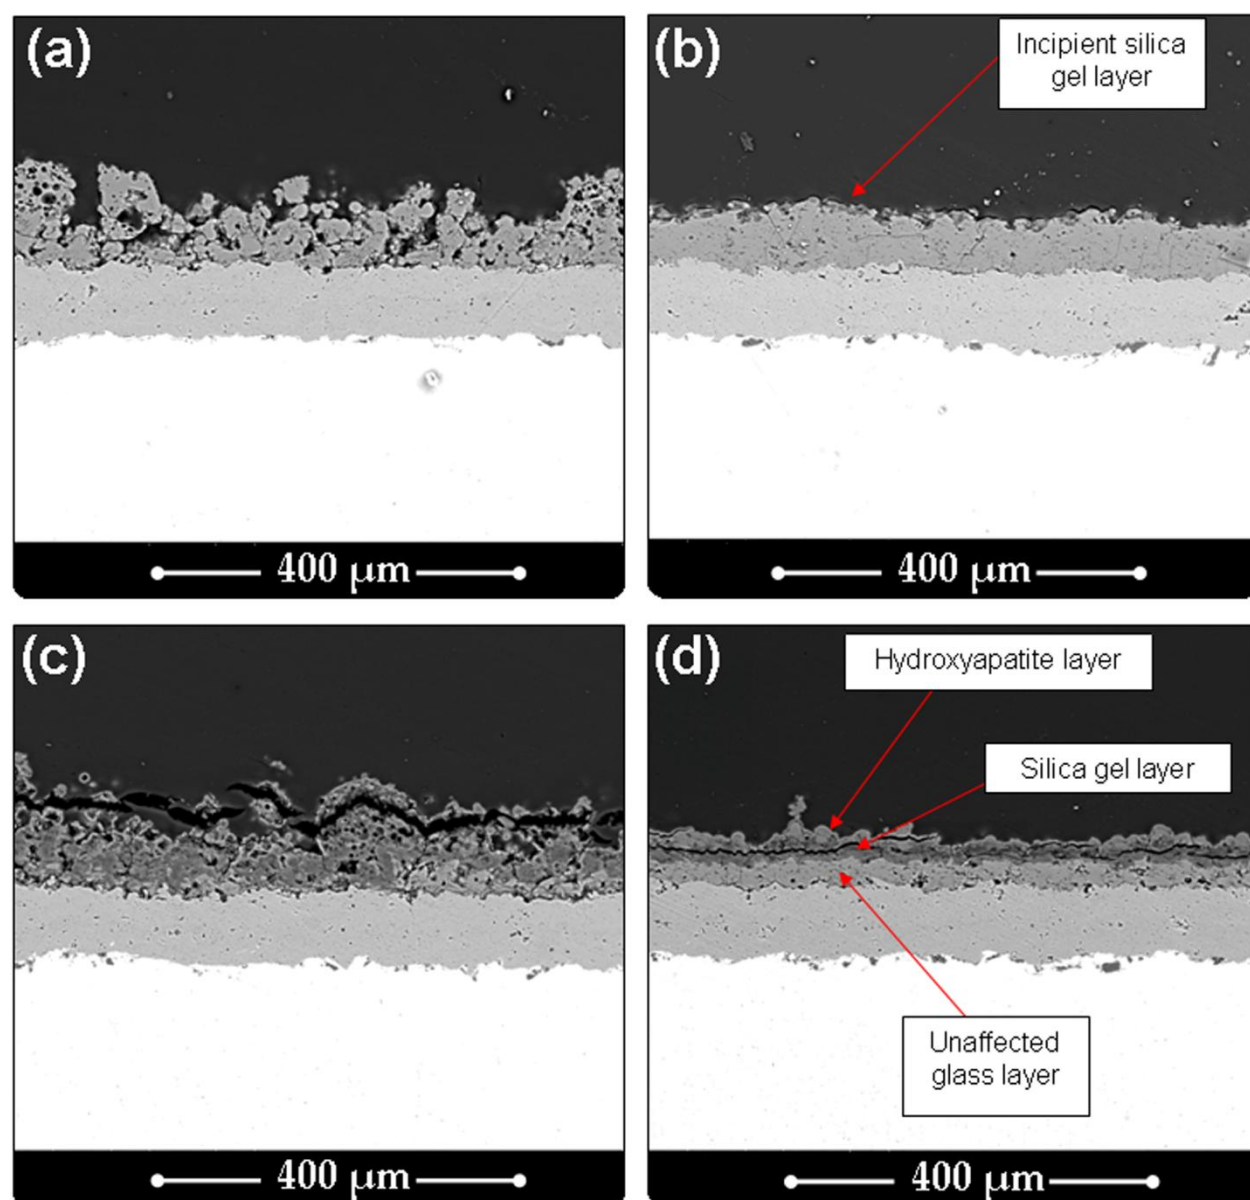 (a)
(b)
Incipient silica
gel layer
400 μm
400 μm
(c)
(d)
Hydroxyapatite layer
Silica gel layer
Unaffected
glass layer
400 μm
400 μm